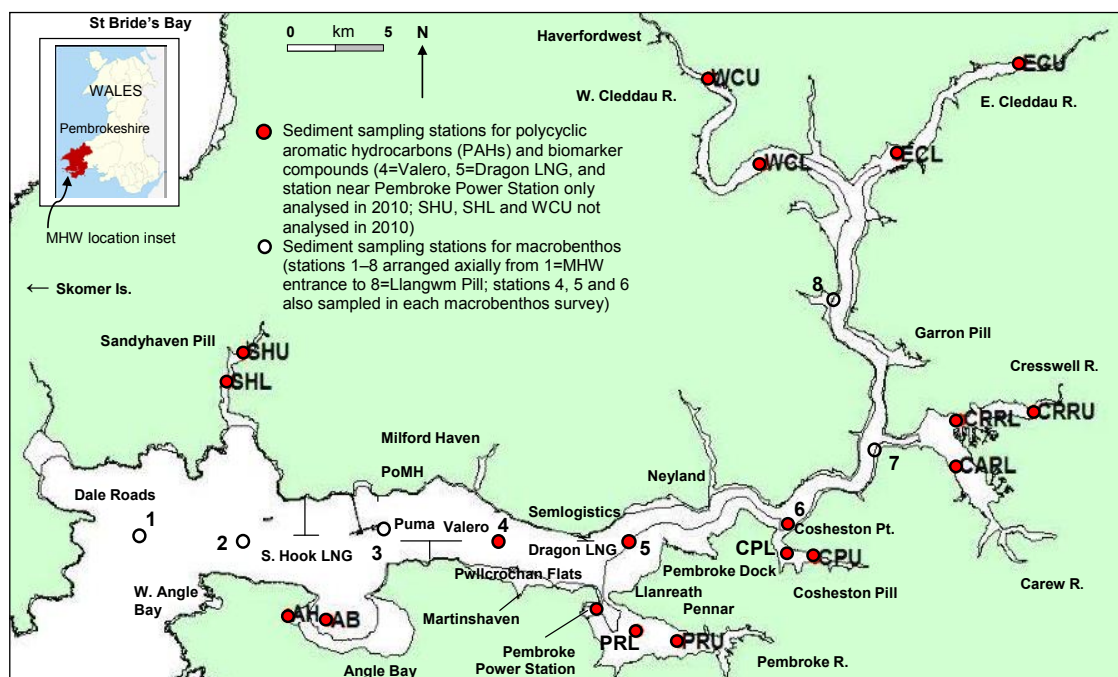 St Bride's Bay
WALES
Pembrokeshire
MHW location inset
0 km 5
N
Haverfordwest
WCU
W. Cleddau R.
ECU
E. Cleddau R.
WCL
ECL
Sediment sampling stations for polycyclic
aromatic hydrocarbons (PAHs) and biomarker
compounds (4=Valero, 5=Dragon LNG, and
station near Pembroke Power Station only
analysed in 2010; SHU, SHL and WCU not
analysed in 2010)
Sediment sampling stations for macrobenthos
(stations 1–8 arranged axially from 1=MHW
entrance to 8=Llangwm Pill; stations 4, 5 and 6
also sampled in each macrobenthos survey)
← Skomer Is.
8
Sandyhaven Pill
SHU
SHL
Garron Pill
Cresswell R.
CRRL
CRRU
CARL
7
Milford Haven
PoMH
Neyland
Dale Roads
1
2
S. Hook LNG
Puma
3
Valero
4
Semlogistics
Dragon LNG
5
6
Cosheston Pt.
CPL
CPU
Pembroke Dock
Cosheston Pill
Carew R.
Pwllcrochan Flats
W. Angle
Bay
Martinshaven
Llanreath
Pennar
AH
AB
Angle Bay
PRL
PRU
Pembroke
Power Station
Pembroke R.